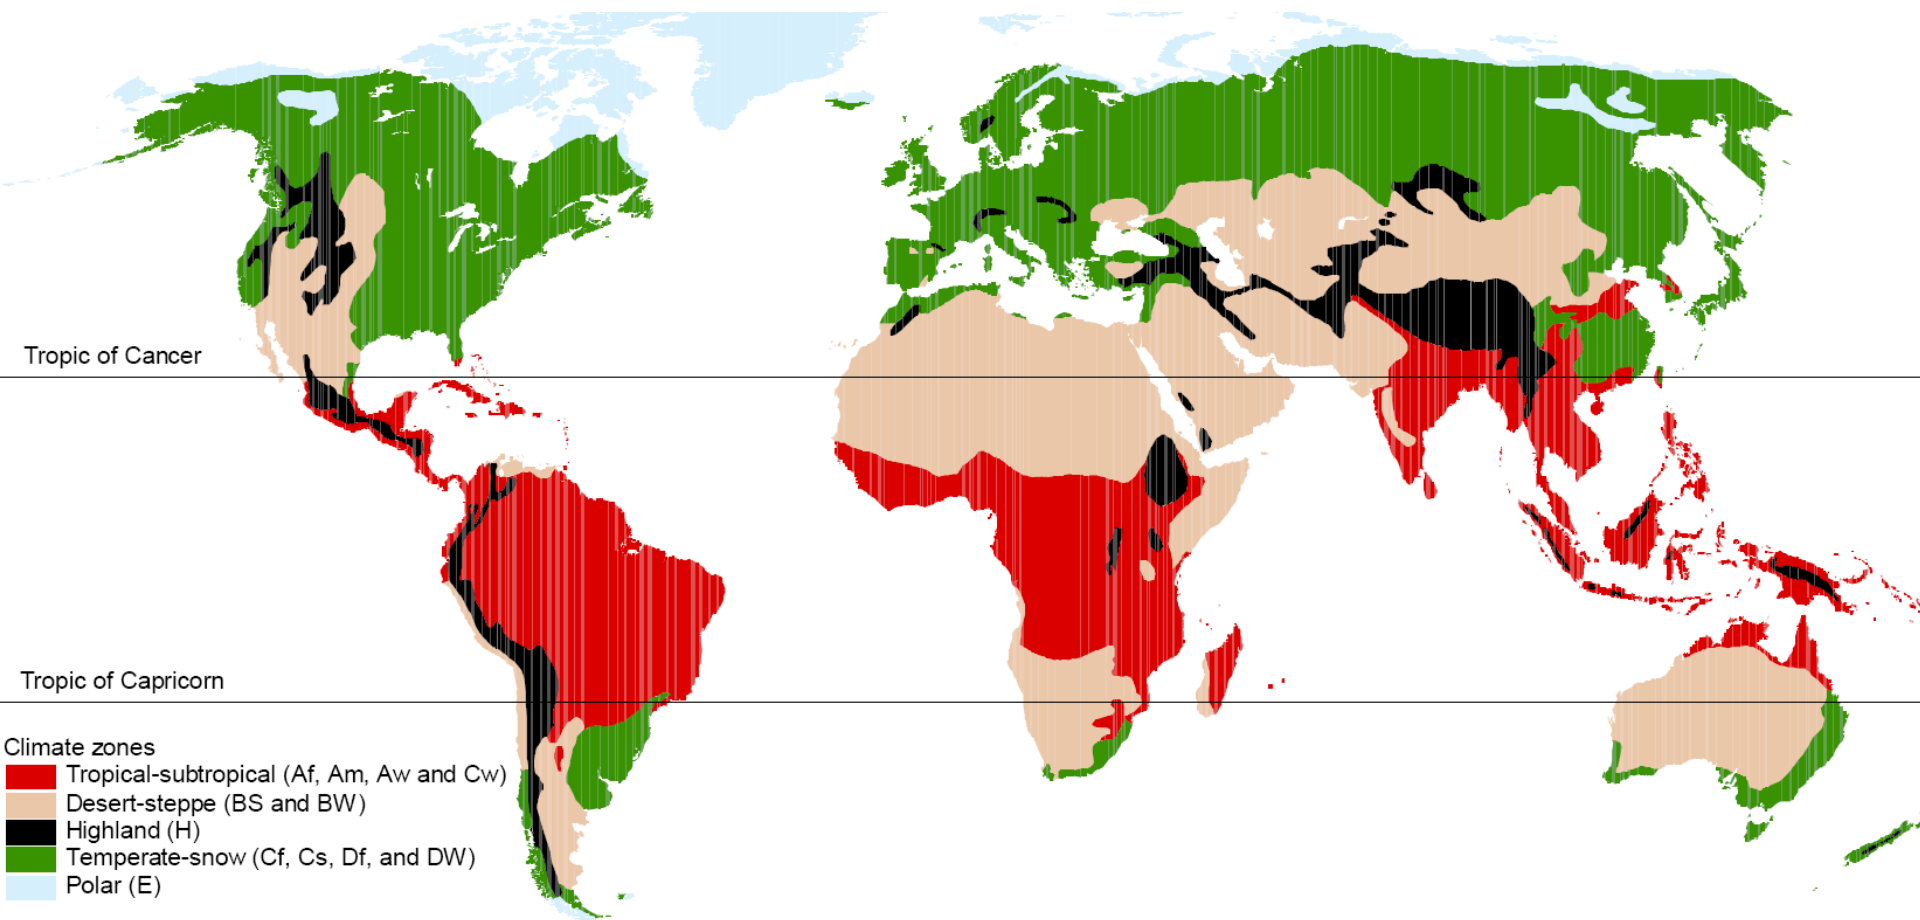 Tropic of Cancer
Tropic of Capricorn
Climate zones
Tropical-subtropical (Af, Am, Aw and Cw)
Desert-steppe (BS and BW)
Highland (H)
Temperate-snow (Cf, Cs, Df, and DW)
Polar (E)